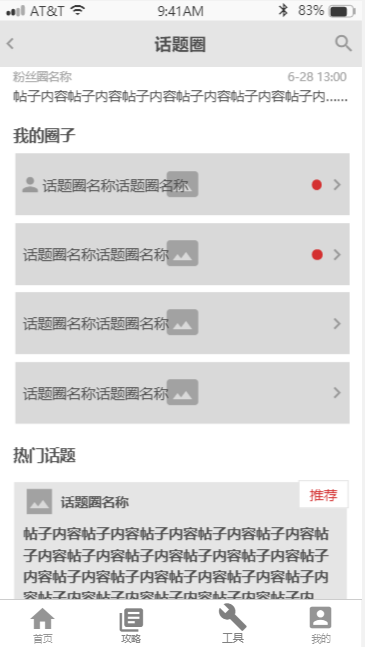 AT&T 9:41AM 83%
话题圈
粉丝圈名称 6-28 13:00
帖子内容帖子内容帖子内容帖子内容帖子内容帖子内......
我的圈子
话题圈名称话题圈名称
话题圈名称话题圈名称
话题圈名称话题圈名称
话题圈名称话题圈名称
热门话题
推荐
话题圈名称
帖子内容帖子内容帖子内容帖子内容帖子内容帖
子内容帖子内容帖子内容帖子内容帖子内容帖子
内容帖子内容帖子内容帖子内容帖子内容帖子内
容帖子内容帖子内容帖子内容帖子内容帖子内
首页 攻略 工具 我的